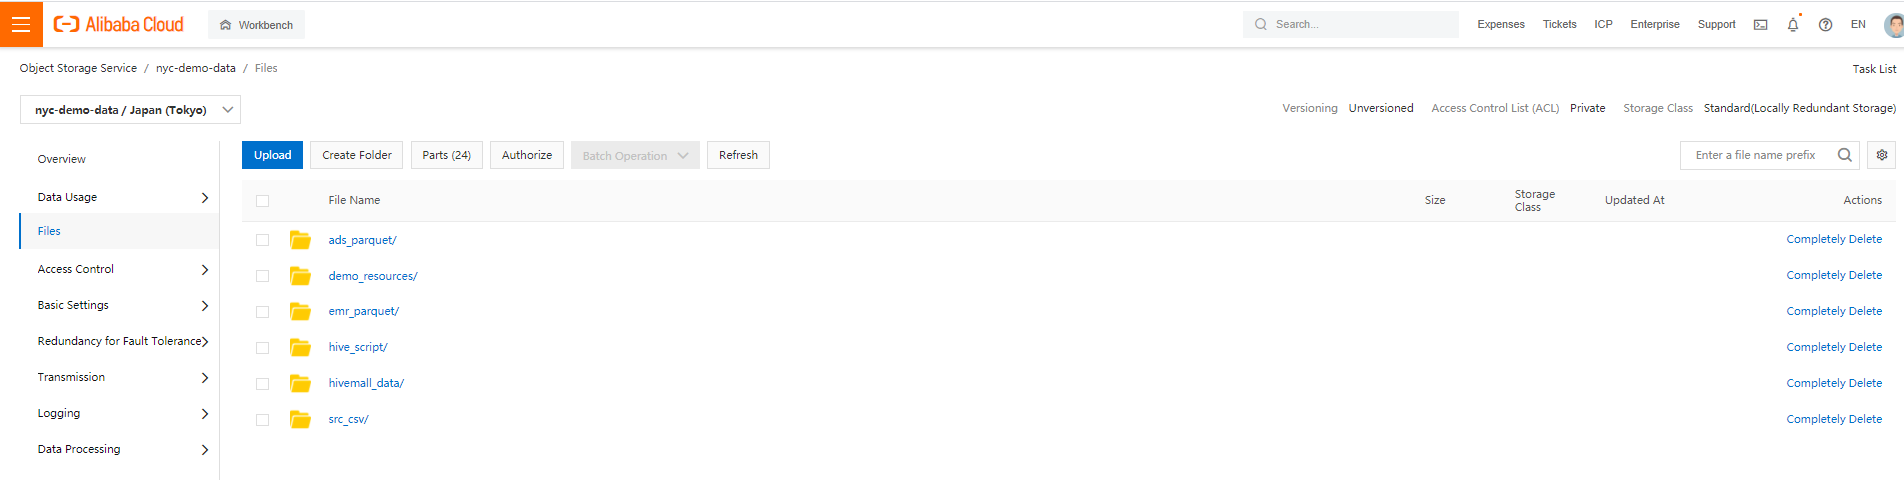 Alibaba Cloud Workbench Search... Expenses Tickets ICP Enterprise Support EN
Object Storage Service / nyc-demo-data / Files Task List
nyc-demo-data / Japan (Tokyo) Versioning Unversioned Access Control List (ACL) Private Storage Class Standard(Locally Redundant Storage)
Overview
Data Usage
Files
Access Control
Basic Settings
Redundancy for Fault Tolerance
Transmission
Logging
Data Processing
Upload Create Folder Parts (24) Authorize Batch Operation Refresh Enter a file name prefix
File Name Size Storage Class Updated At Actions
ads_parquet/ Completely Delete
demo_resources/ Completely Delete
emr_parquet/ Completely Delete
hive_script/ Completely Delete
hivemall_data/ Completely Delete
src_csv/ Completely Delete